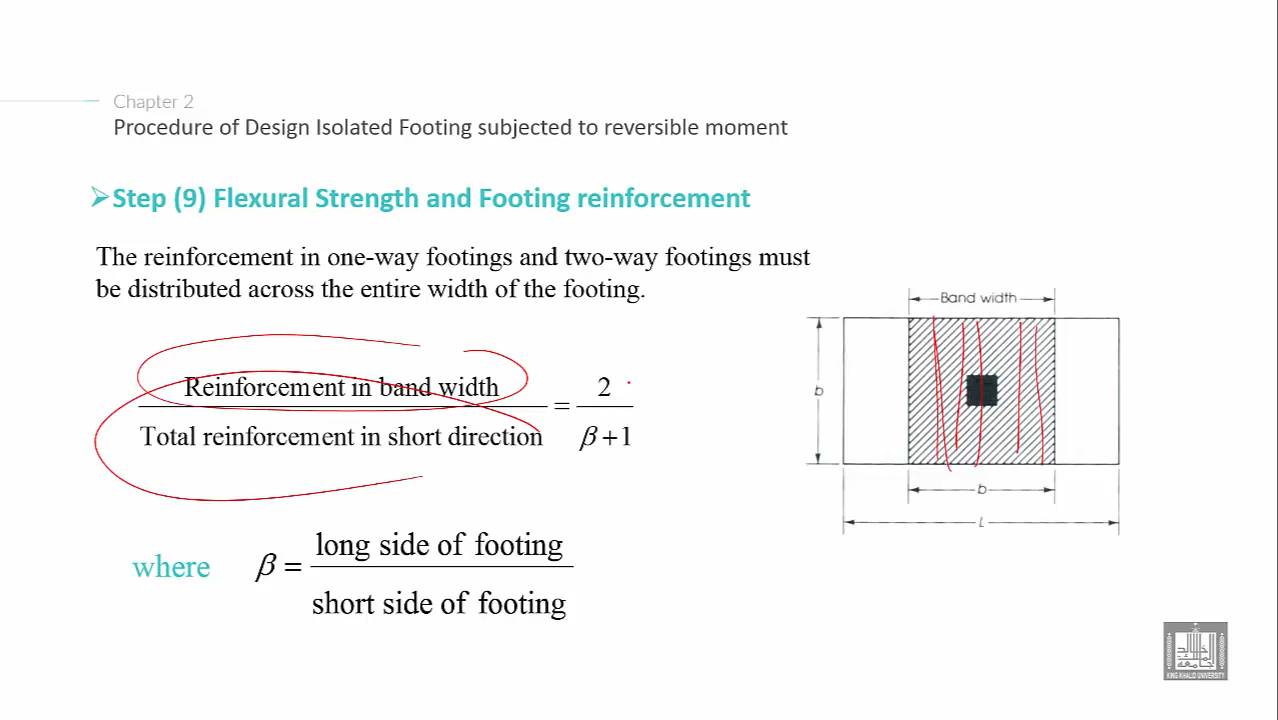 Chapter 2
Procedure of Design Isolated Footing subjected to reversible moment
➢Step (9) Flexural Strength and Footing reinforcement
The reinforcement in one-way footings and two-way footings must
be distributed across the entire width of the footing.
Reinforcement in band width
Total reinforcement in short direction
=
2
β+1
where
β =
long side of footing
short side of footing
Band width
b
b
L
KING KHALID UNIVERSITY